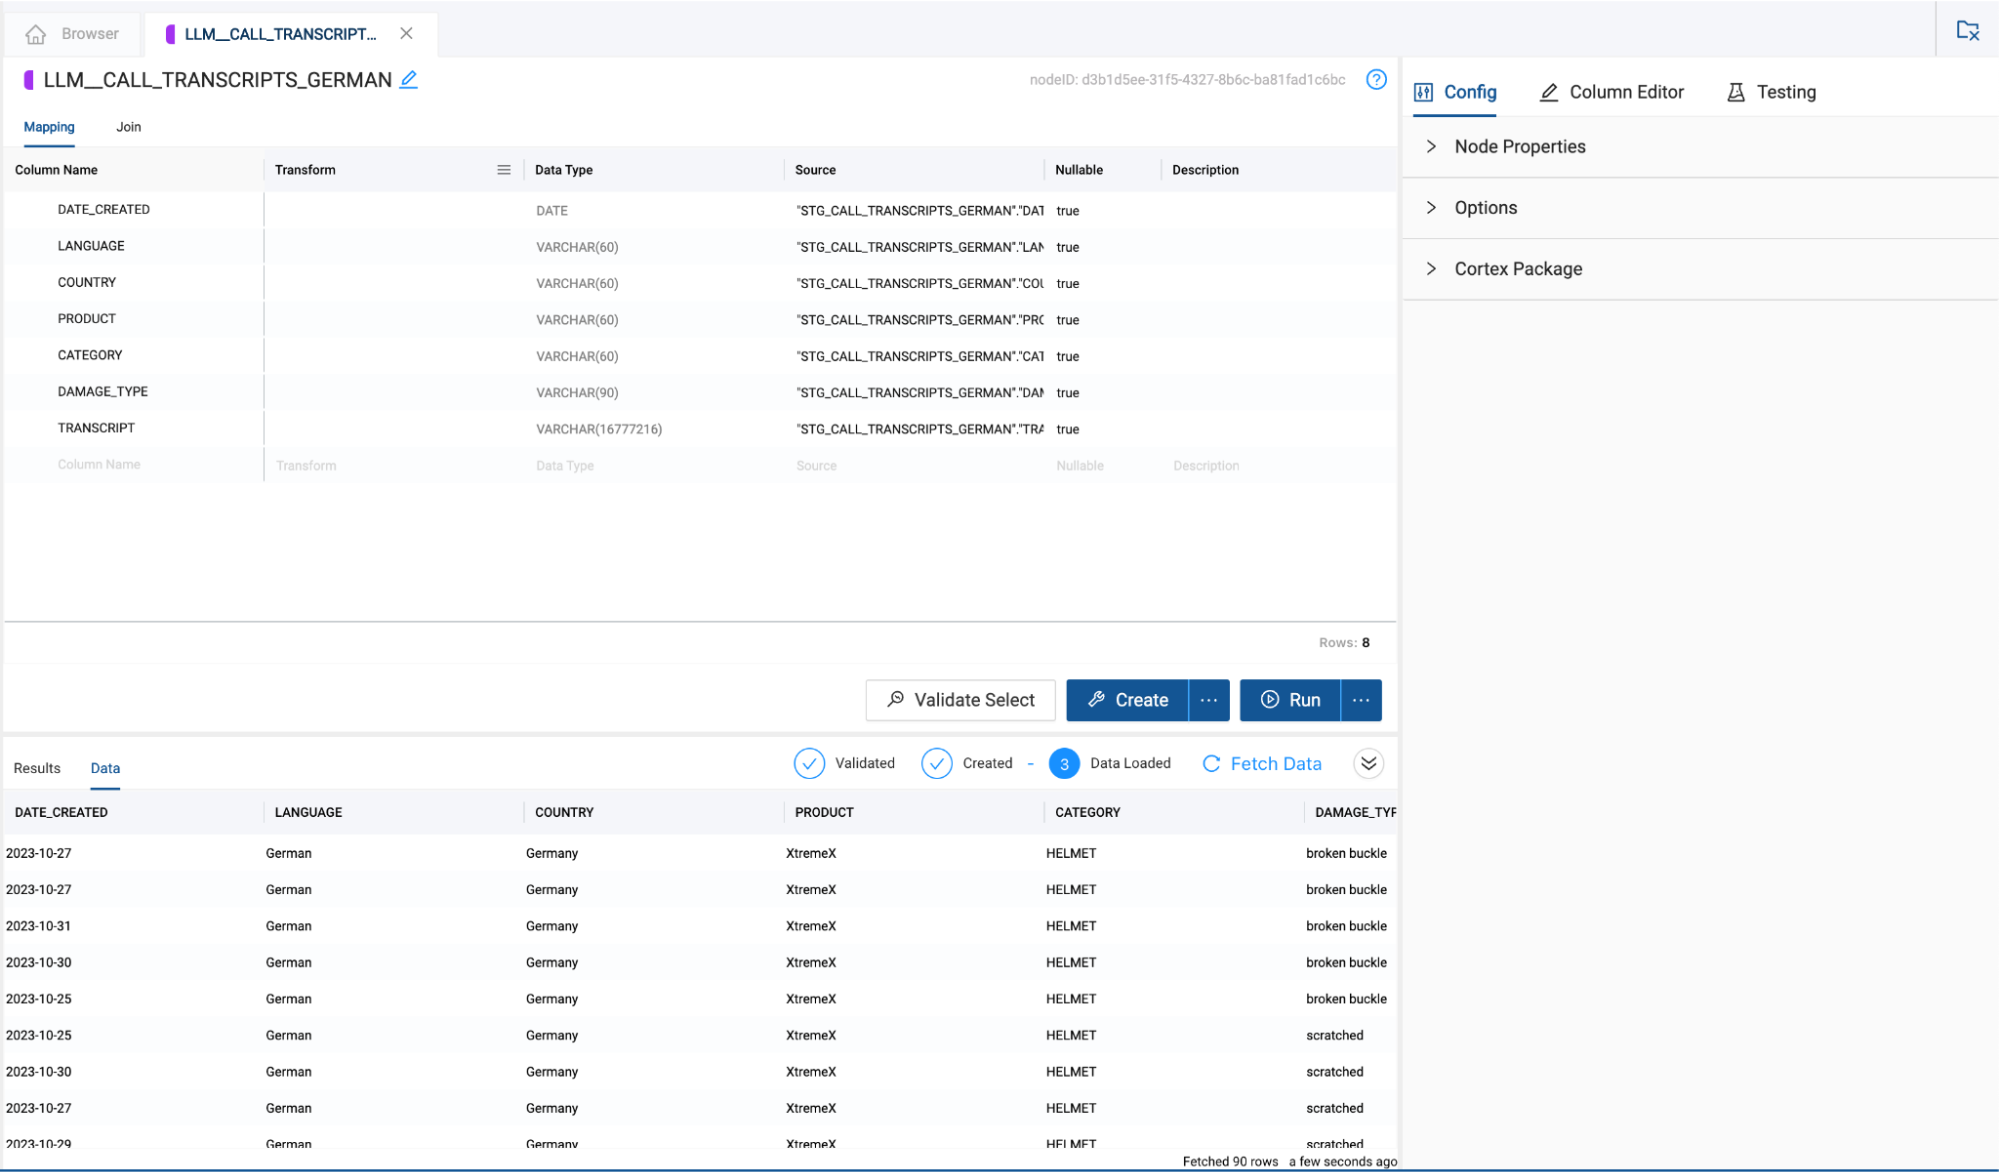 Browser
LLM__CALL_TRANSCRIPT...
LLM__CALL_TRANSCRIPTS_GERMAN
nodeID: d3b1d5ee-31f5-4327-8b6c-ba81fad1c6bc
?
Config Column Editor Testing
Mapping Join
Node Properties
Options
Cortex Package
Column Name Transform Data Type Source Nullable Description
DATE_CREATED DATE "STG_CALL_TRANSCRIPTS_GERMAN"."DAT true
LANGUAGE VARCHAR(60) "STG_CALL_TRANSCRIPTS_GERMAN"."LAN true
COUNTRY VARCHAR(60) "STG_CALL_TRANSCRIPTS_GERMAN"."COU true
PRODUCT VARCHAR(60) "STG_CALL_TRANSCRIPTS_GERMAN"."PRO true
CATEGORY VARCHAR(60) "STG_CALL_TRANSCRIPTS_GERMAN"."CAT true
DAMAGE_TYPE VARCHAR(90) "STG_CALL_TRANSCRIPTS_GERMAN"."DAM true
TRANSCRIPT VARCHAR(16777216) "STG_CALL_TRANSCRIPTS_GERMAN"."TRA true
Column Name Transform Data Type Source Nullable Description
Rows: 8
Validate Select Create ... Run ...
Results Data Validated Created - 3 Data Loaded Fetch Data
DATE_CREATED LANGUAGE COUNTRY PRODUCT CATEGORY DAMAGE_TYP
2023-10-27 German Germany XtremeX HELMET broken buckle
2023-10-27 German Germany XtremeX HELMET broken buckle
2023-10-31 German Germany XtremeX HELMET broken buckle
2023-10-30 German Germany XtremeX HELMET broken buckle
2023-10-25 German Germany XtremeX HELMET broken buckle
2023-10-25 German Germany XtremeX HELMET scratched
2023-10-30 German Germany XtremeX HELMET scratched
2023-10-27 German Germany XtremeX HELMET scratched
2023-10-29 German Germany XtremeX HELMET scratched
Fetched 90 rows a few seconds ago